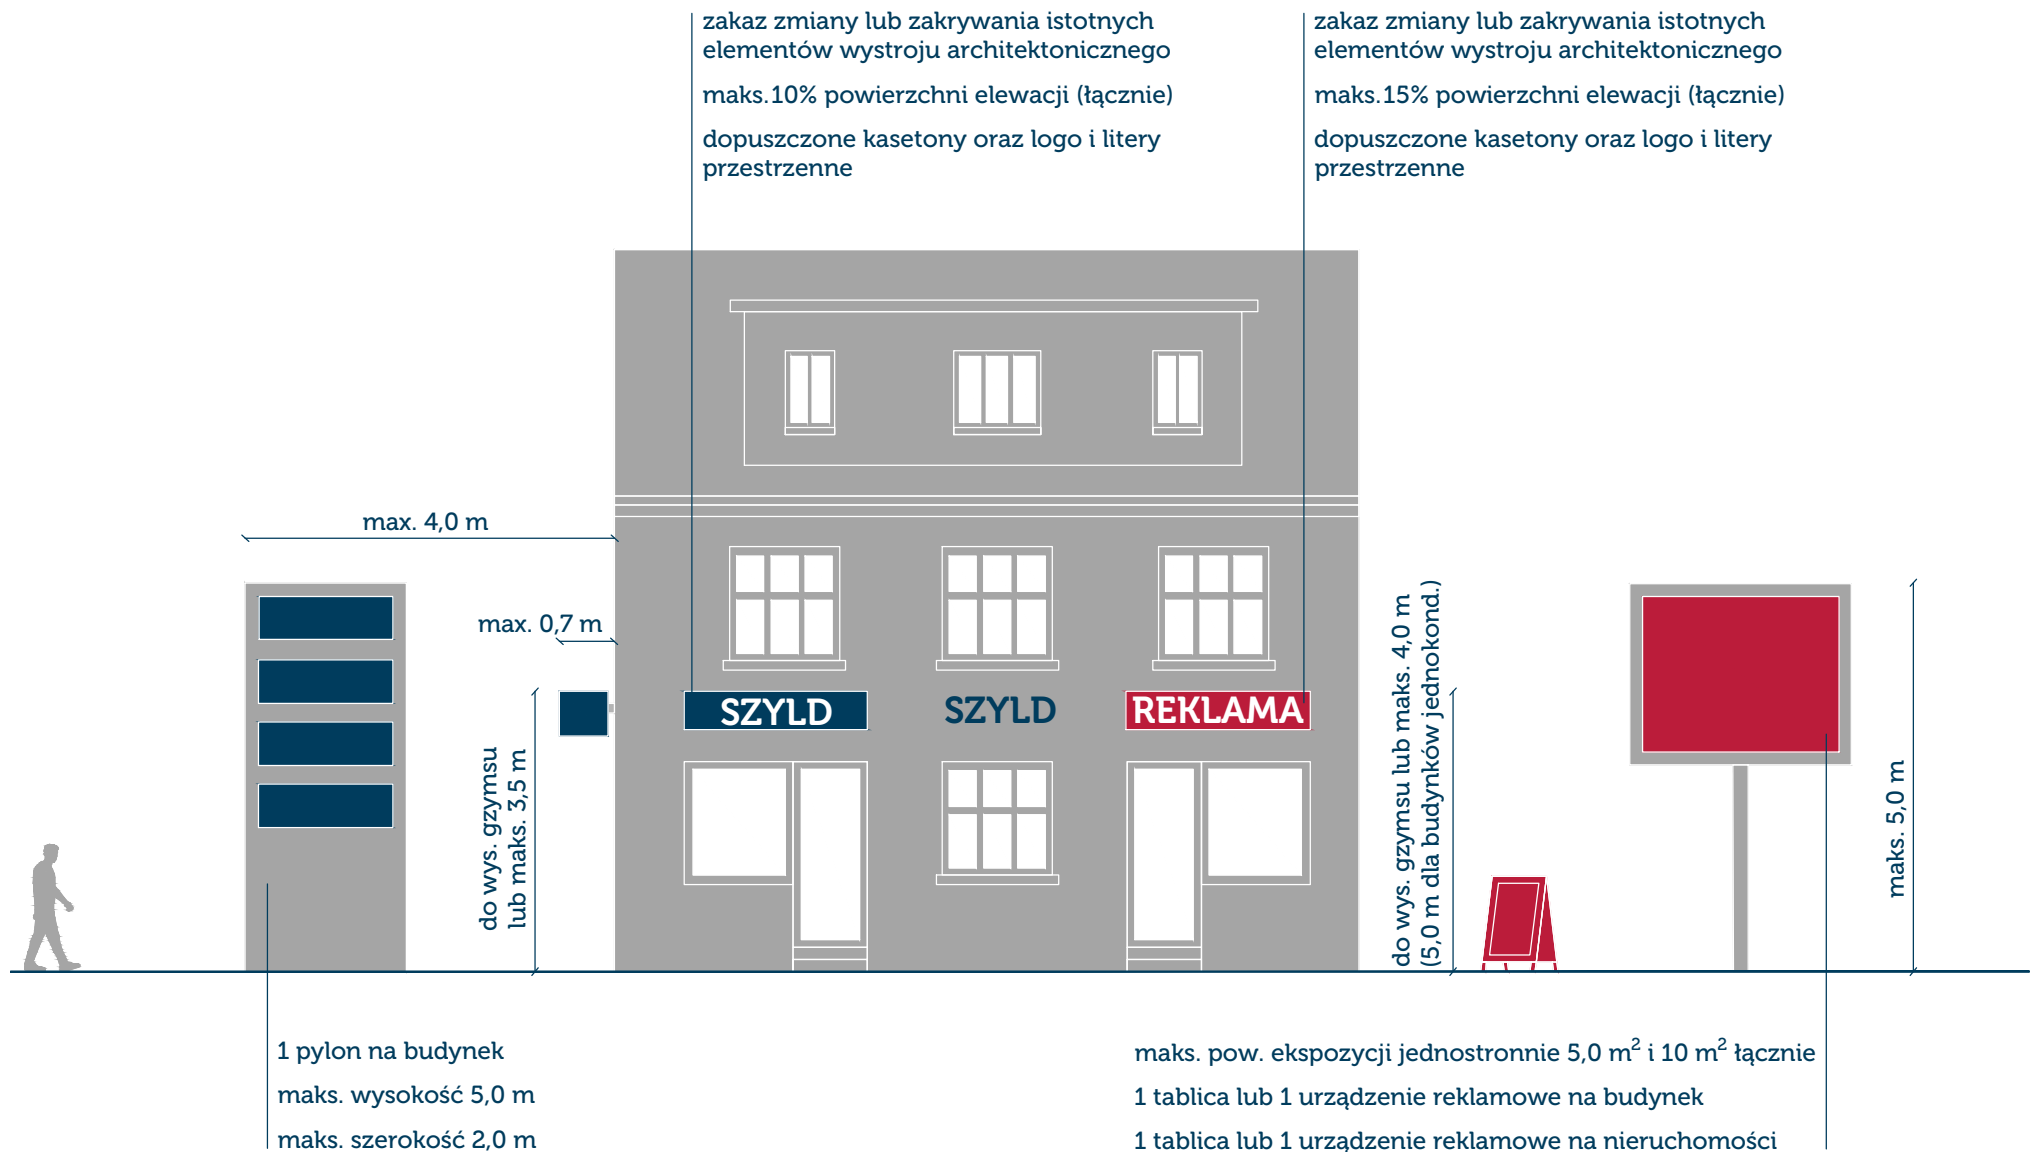 zakaz zmiany lub zakrywania istotnych
elementów wystroju architektonicznego
maks.10% powierzchni elewacji (łącznie)
dopuszczone kasetony oraz logo i litery
przestrzenne
zakaz zmiany lub zakrywania istotnych
elementów wystroju architektonicznego
maks.15% powierzchni elewacji (łącznie)
dopuszczone kasetony oraz logo i litery
przestrzenne
max. 4,0 m
max. 0,7 m
do wys. gzymsu
lub maks. 3,5 m
SZYLD
SZYLD
REKLAMA
do wys. gzymsu lub maks. 4,0 m
(5,0 m dla budynków jednokond.)
maks. 5,0 m
1 pylon na budynek
maks. wysokość 5,0 m
maks. szerokość 2,0 m
maks. pow. ekspozycji jednostronnie 5,0 m² i 10 m² łącznie
1 tablica lub 1 urządzenie reklamowe na budynek
1 tablica lub 1 urządzenie reklamowe na nieruchomości